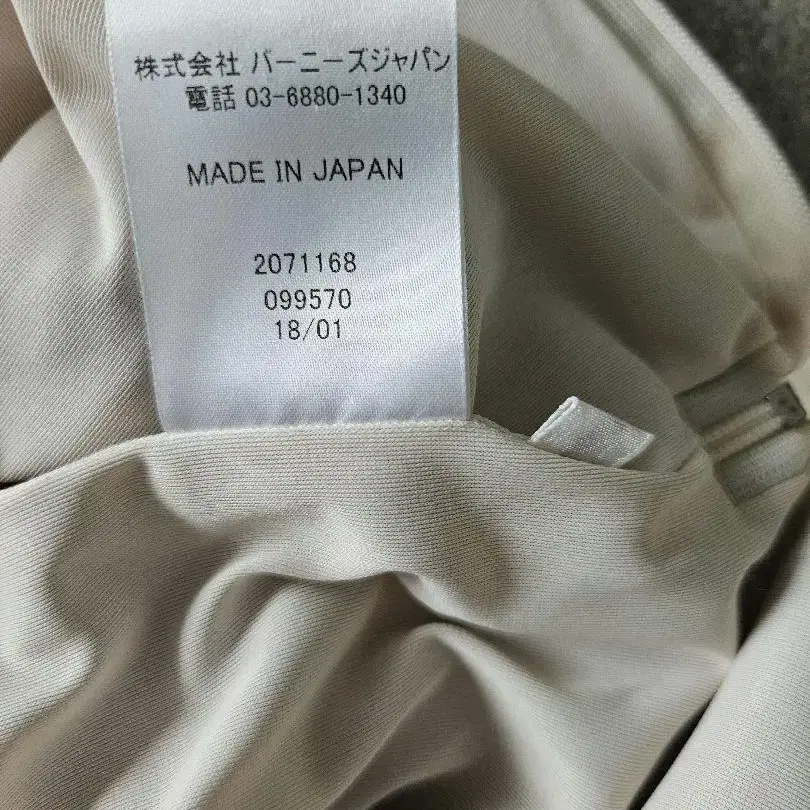 株式会社 バーニーズジャパン
電話 03-6880-1340
MADE IN JAPAN
2071168
099570
18/01